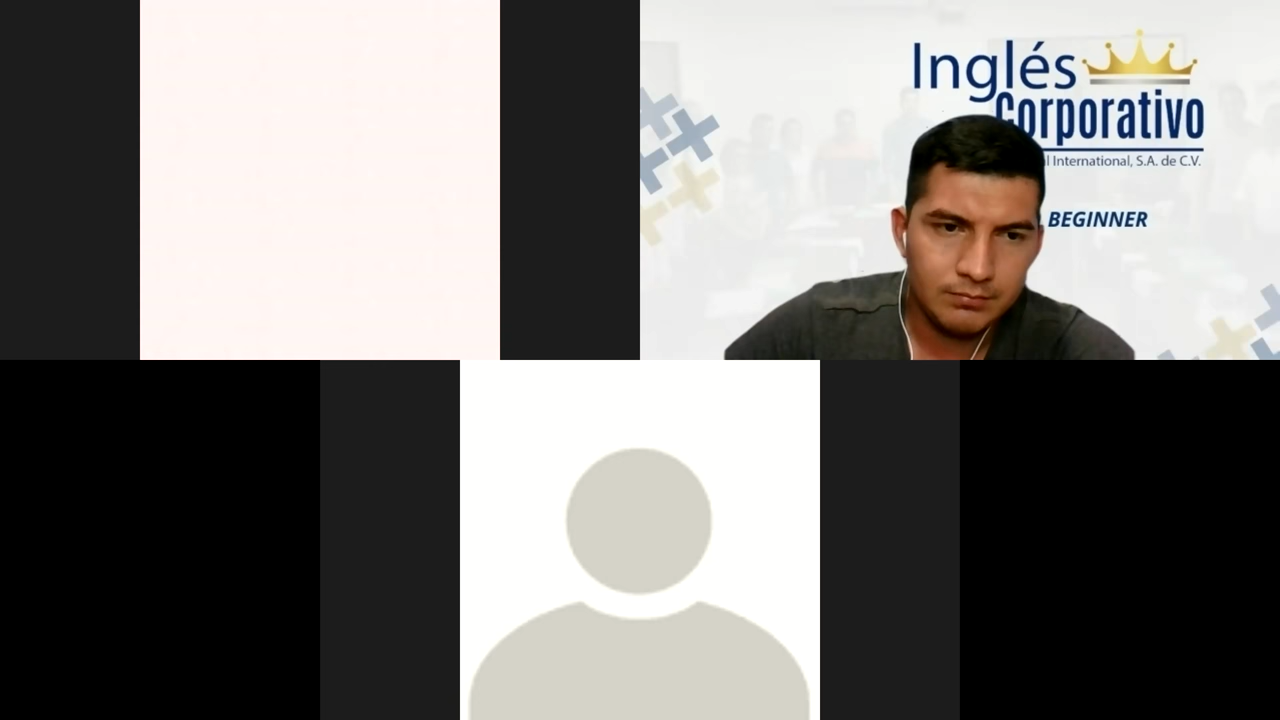 Inglés
Corporativo
l International, S.A. de C.V.
BEGINNER